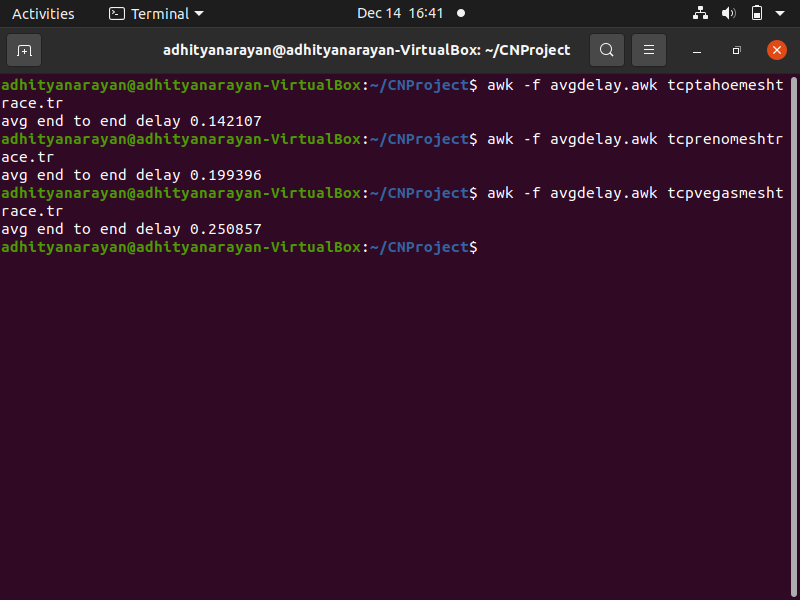 Activities
Terminal
Dec 14 16:41
adhityanarayan@adhityanarayan-VirtualBox: ~/CNProject
adhityanarayan@adhityanarayan-VirtualBox:~/CNProject$ awk -f avgdelay.awk tcptahoemesht
race.tr
avg end to end delay 0.142107
adhityanarayan@adhityanarayan-VirtualBox:~/CNProject$ awk -f avgdelay.awk tcprenomeshtr
ace.tr
avg end to end delay 0.199396
adhityanarayan@adhityanarayan-VirtualBox:~/CNProject$ awk -f avgdelay.awk tcpvegasmesht
race.tr
avg end to end delay 0.250857
adhityanarayan@adhityanarayan-VirtualBox:~/CNProject$